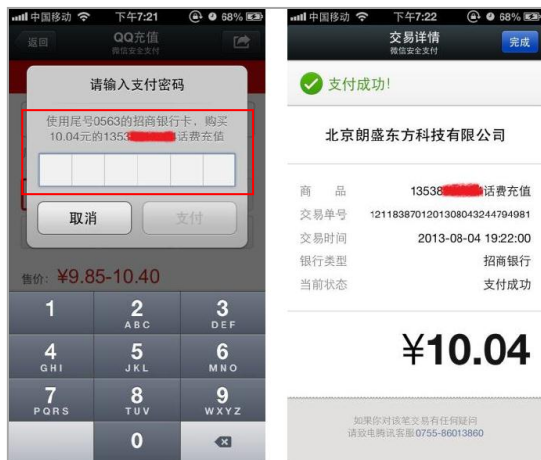 中国移动 下午7:21 68%
返回
QQ充值
微信安全支付
请输入支付密码
使用尾号0563的招商银行卡，购买
10.04元的1353 话费充值
取消
支付
售价: ¥9.85-10.40
1
2
ABC
3
DEF
4
GHI
5
JKL
6
MNO
7
PQRS
8
TUV
9
WXYZ
0
中国移动 下午7:22 68%
交易详情
微信安全支付
完成
支付成功!
北京朗盛东方科技有限公司
商 品 13538 话费充值
交易单号 1211838701201308043244794981
交易时间 2013-08-04 19:22:00
银行类型 招商银行
当前状态 支付成功
¥10.04
如果你对该笔交易有任何疑问
请致电腾讯客服0755-86013860